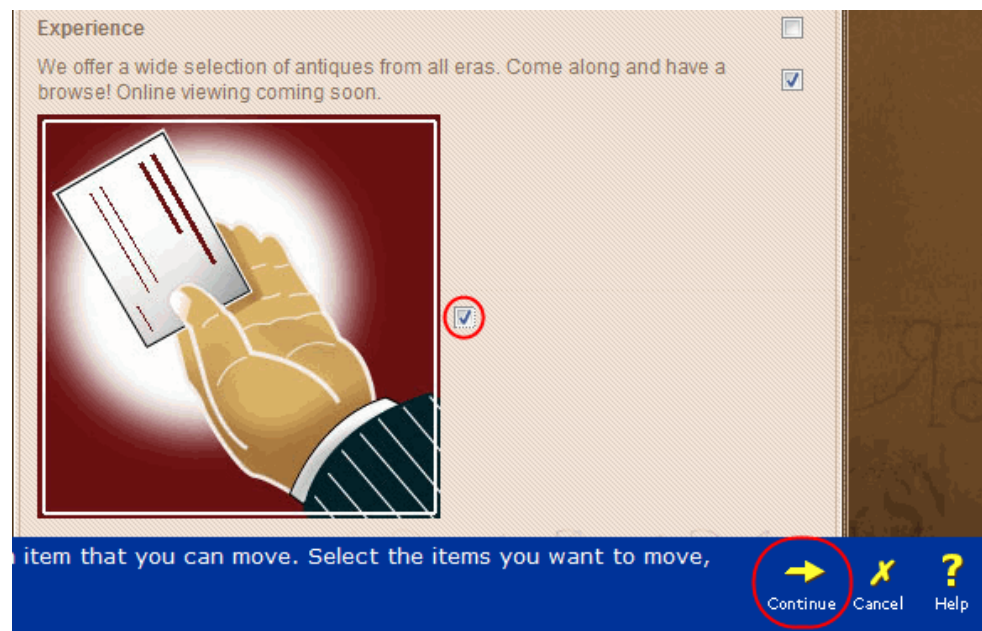 Experience
We offer a wide selection of antiques from all eras. Come along and have a
browse! Online viewing coming soon.
item that you can move. Select the items you want to move,
Continue
Cancel
Help